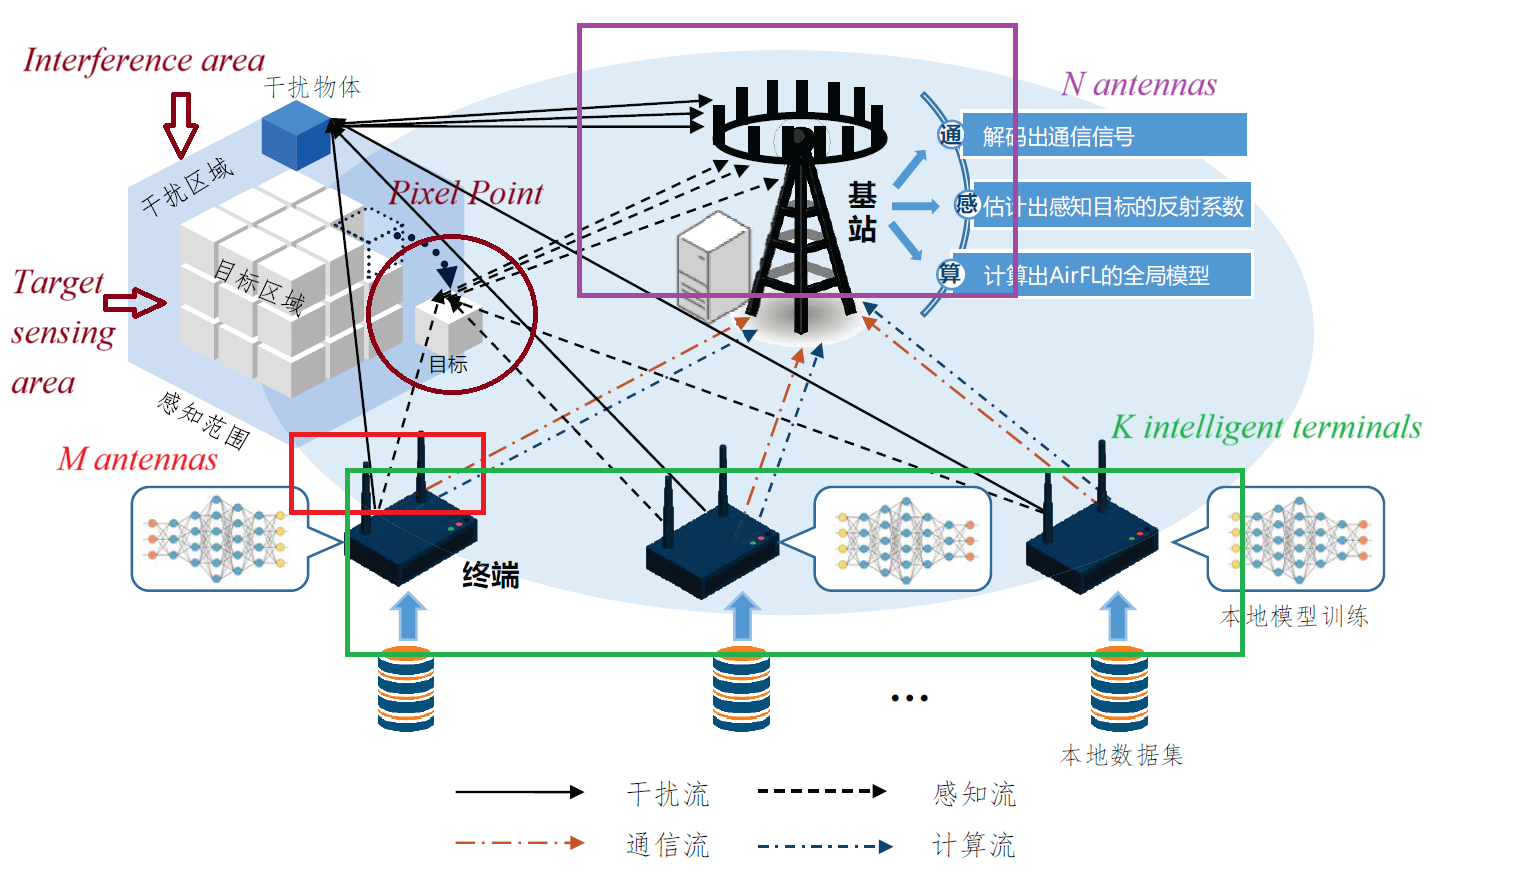 Interference area
干扰物体
N antennas
通 解码出通信信号
干扰区域
Pixel Point
基站
感 估计出感知目标的反射系数
目标区域
Target
sensing
area
算 计算出AirFL的全局模型
目标
感知范围
K intelligent terminals
M antennas
终端
本地模型训练
...
本地数据集
干扰流
感知流
通信流
计算流